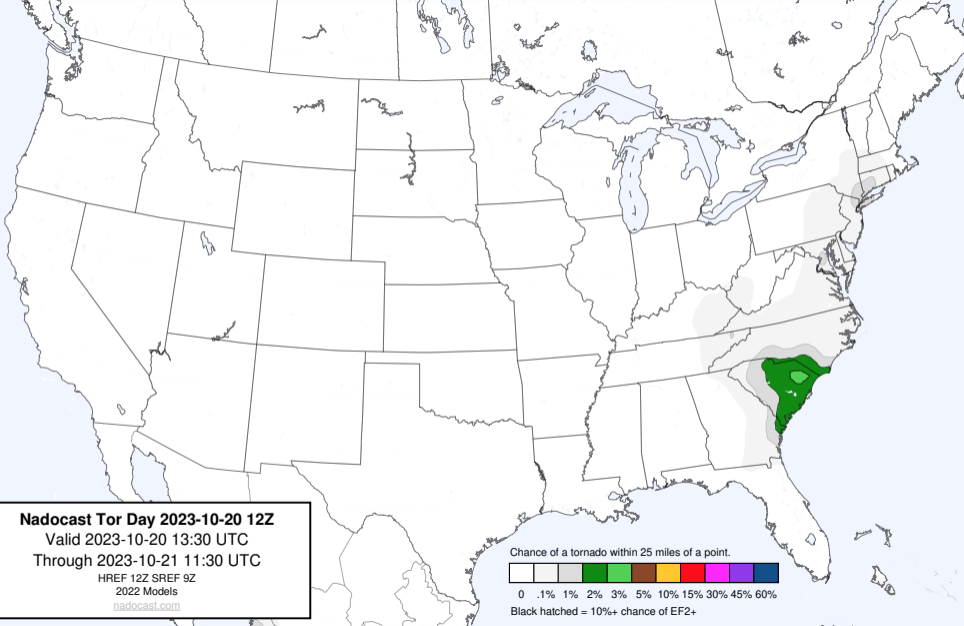 Nadocast Tor Day 2023-10-20 12Z
Valid 2023-10-20 13:30 UTC
Through 2023-10-21 11:30 UTC
HREF 12Z SREF 9Z
2022 Models
nadocast.com
Chance of a tornado within 25 miles of a point.
0 .1% 1% 2% 3% 5% 10% 15% 30% 45% 60%
Black hatched = 10%+ chance of EF2+